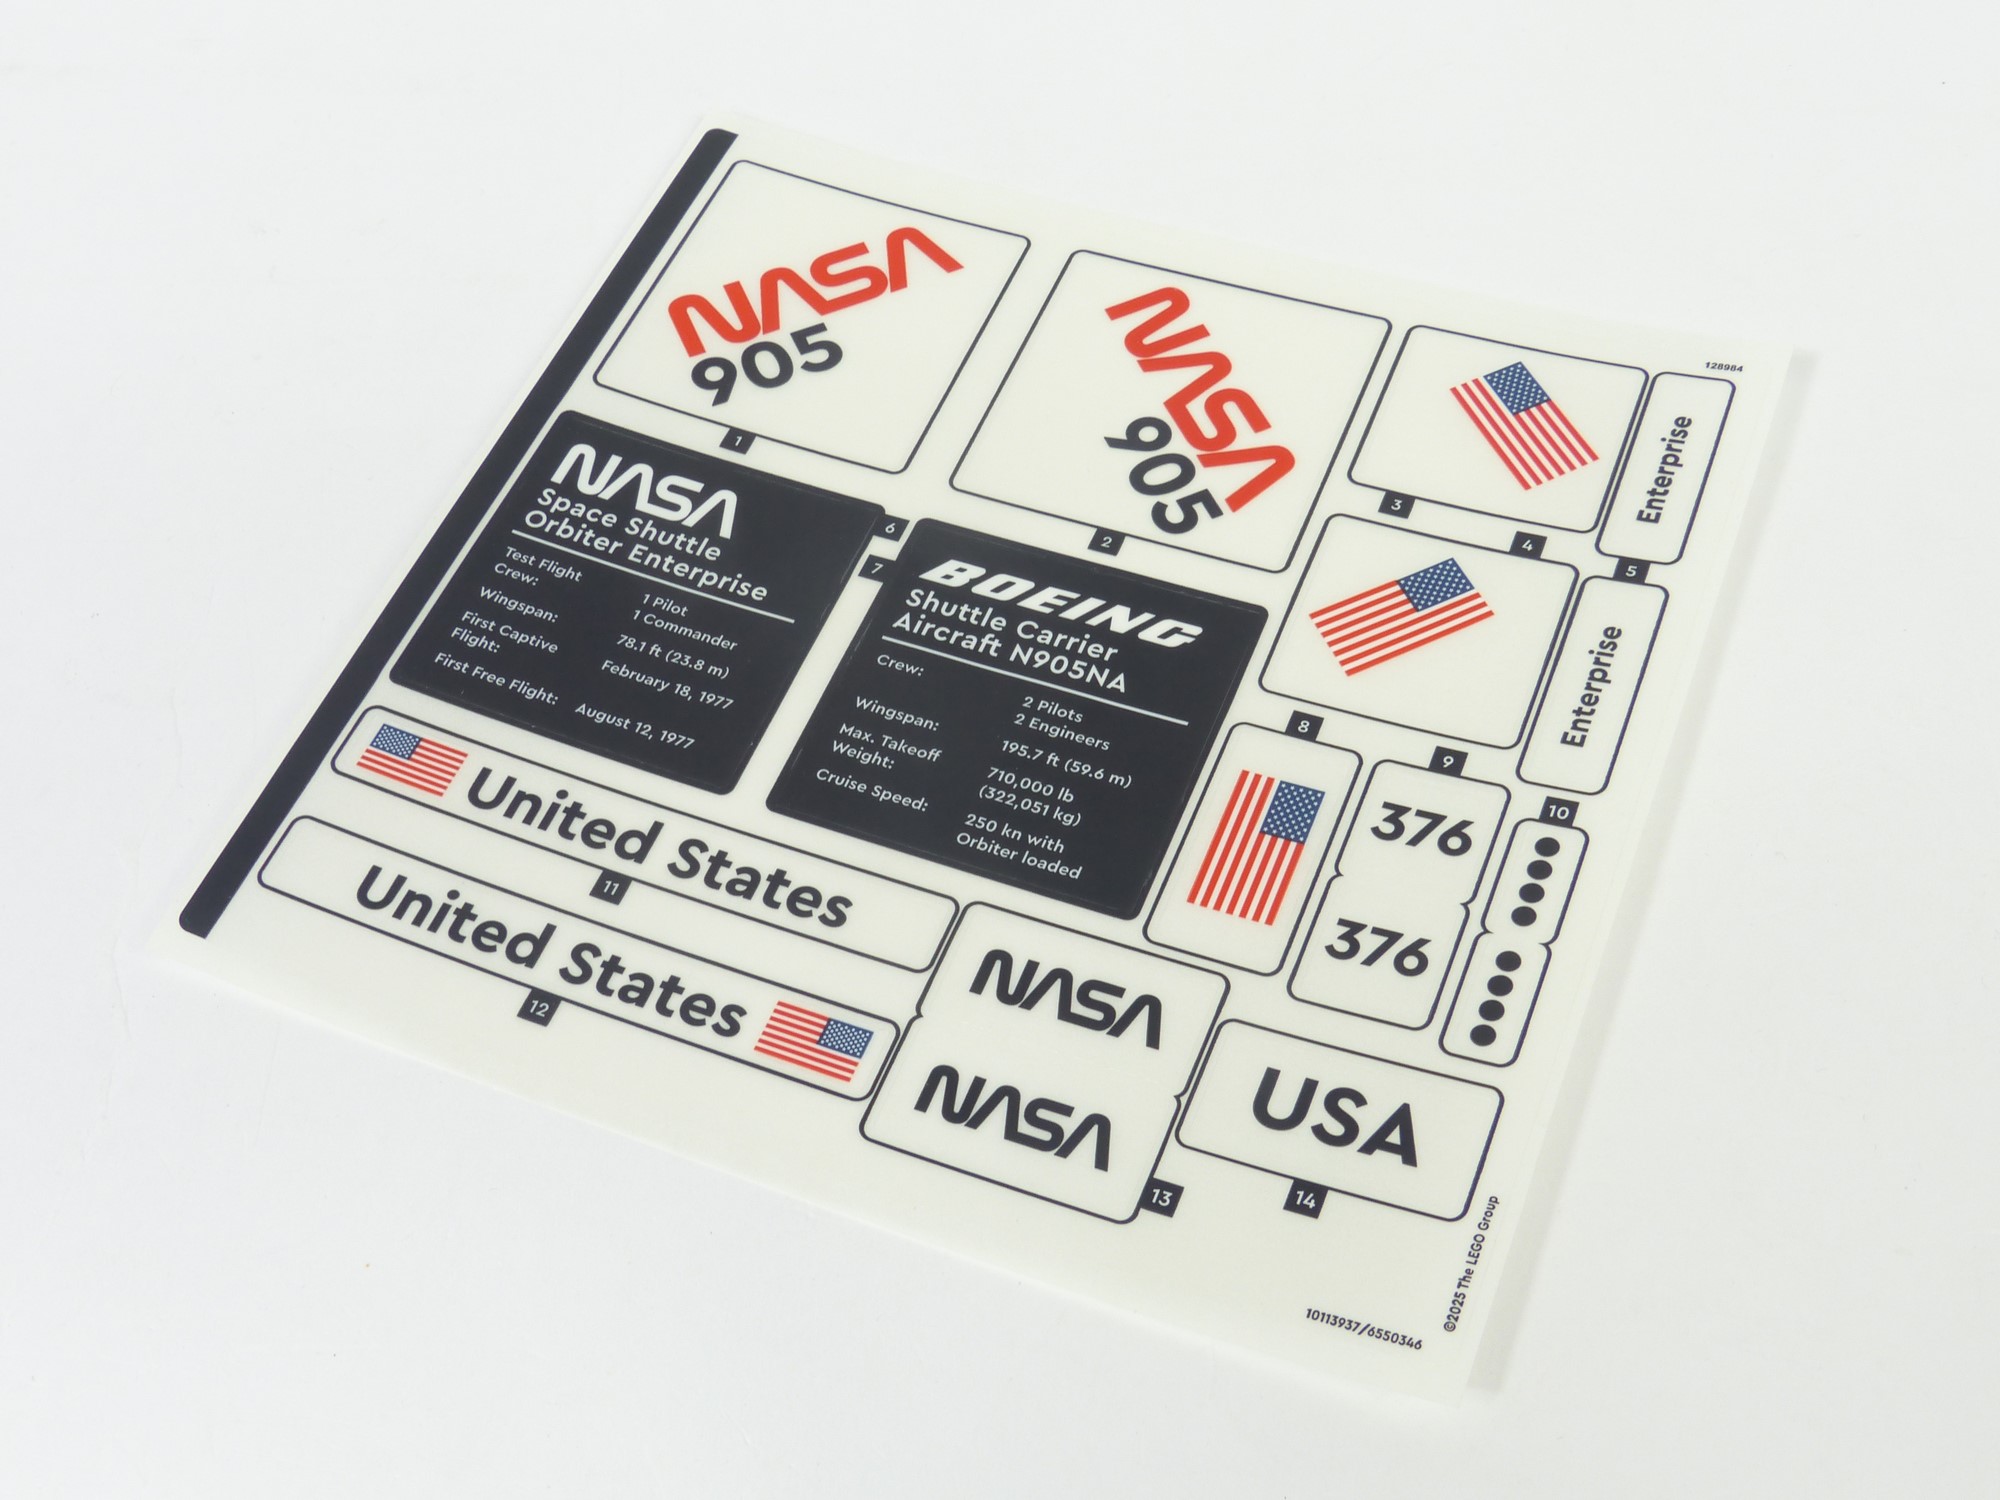 NASA
905
1
NASA
905
2
3
128984
Enterprise
4
5
NASA
Space Shuttle
Orbiter Enterprise
Test Flight
Crew:
1 Pilot
1 Commander
Wingspan:
78.1 ft (23.8 m)
First Captive
Flight:
February 18, 1977
First Free Flight:
August 12, 1977
6
7
BOEING
Shuttle Carrier
Aircraft N905NA
Crew:
2 Pilots
2 Engineers
Wingspan:
195.7 ft (59.6 m)
Max. Takeoff
Weight:
710,000 lb
(322,051 kg)
Cruise Speed:
250 kn with
Orbiter loaded
8
Enterprise
9
10
376
376
United States
11
United States
12
NASA
NASA
13
USA
14
10113937/6550346
©2025 The LEGO Group